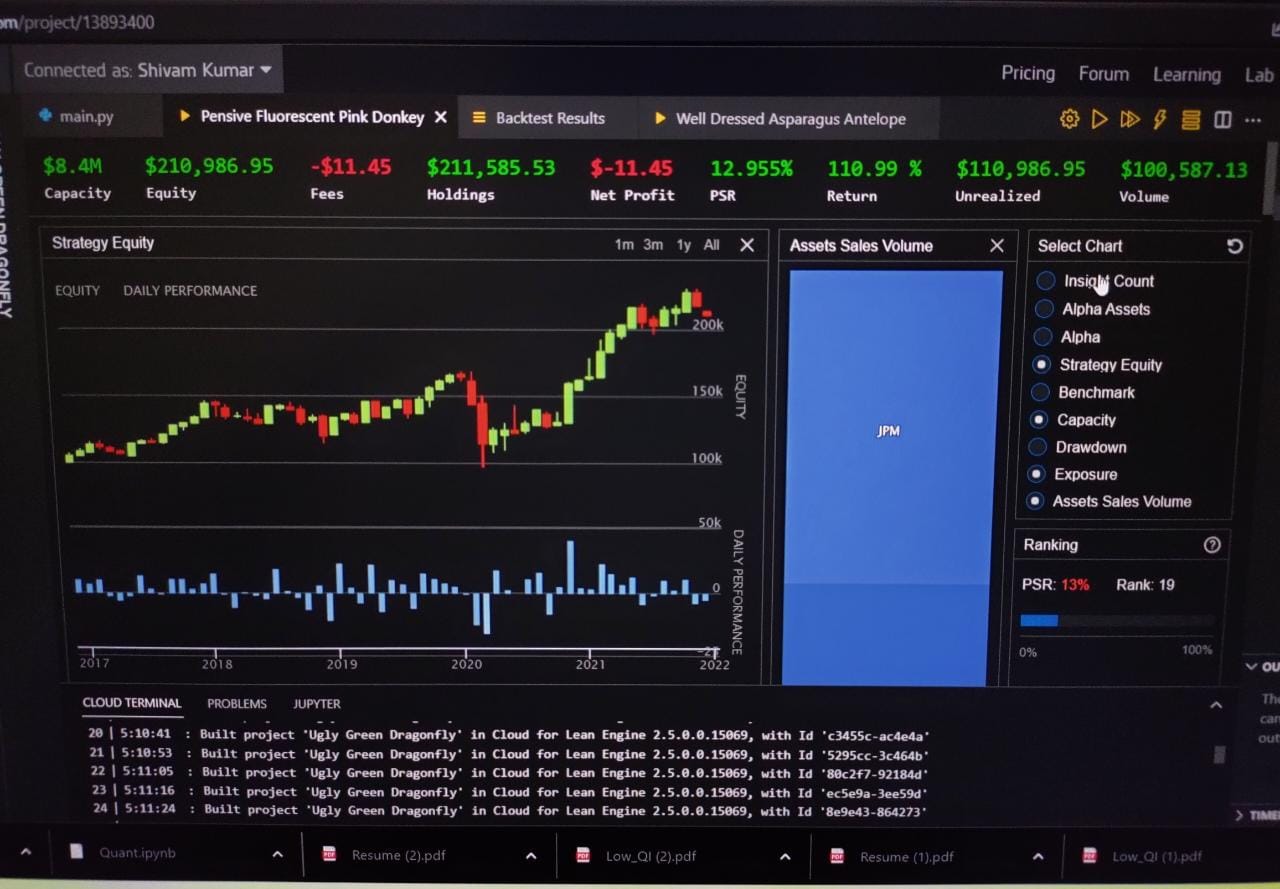 om/project/13893400
Connected as: Shivam Kumar
Pricing Forum Learning Lab
main.py Pensive Fluorescent Pink Donkey Backtest Results Well Dressed Asparagus Antelope
$8.4M $210,986.95 -$11.45 $211,585.53 $-11.45 12.955% 110.99 % $110,986.95 $100,587.13
Capacity Equity Fees Holdings Net Profit PSR Return Unrealized Volume
DRAGONFLY
Strategy Equity 1m 3m 1y All
EQUITY DAILY PERFORMANCE
200k
150k
100k
50k
0
EQUITY
DAILY PERFORMANCE
2017 2018 2019 2020 2021 2022
Assets Sales Volume
JPM
Select Chart
Insight Count
Alpha Assets
Alpha
Strategy Equity
Benchmark
Capacity
Drawdown
Exposure
Assets Sales Volume
Ranking
PSR: 13% Rank: 19
0% 100%
CLOUD TERMINAL PROBLEMS JUPYTER
20 | 5:10:41 : Built project 'Ugly Green Dragonfly' in Cloud for Lean Engine 2.5.0.0.15069, with Id 'c3455c-ac4e4a'
21 | 5:10:53 : Built project 'Ugly Green Dragonfly' in Cloud for Lean Engine 2.5.0.0.15069, with Id '5295cc-3c464b'
22 | 5:11:05 : Built project 'Ugly Green Dragonfly' in Cloud for Lean Engine 2.5.0.0.15069, with Id '80c2f7-92184d'
23 | 5:11:16 : Built project 'Ugly Green Dragonfly' in Cloud for Lean Engine 2.5.0.0.15069, with Id 'ec5e9a-3ee59d'
24 | 5:11:24 : Built project 'Ugly Green Dragonfly' in Cloud for Lean Engine 2.5.0.0.15069, with Id '8e9e43-864273'
OU
The
can
out
TIME
Quant.ipynb Resume (2).pdf Low_QI (2).pdf Resume (1).pdf Low_QI (1).pdf